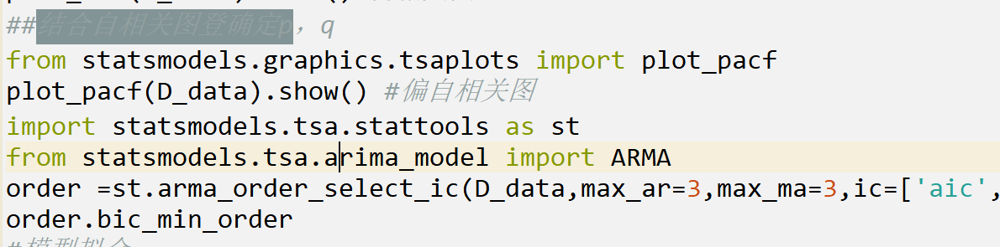 ##结合自相关图登确定p，q
from statsmodels.graphics.tsaplots import plot_pacf
plot_pacf(D_data).show() #偏自相关图
import statsmodels.tsa.stattools as st
from statsmodels.tsa.arima_model import ARMA
order =st.arma_order_select_ic(D_data,max_ar=3,max_ma=3,ic=['aic',
order.bic_min_order
#模型拟合